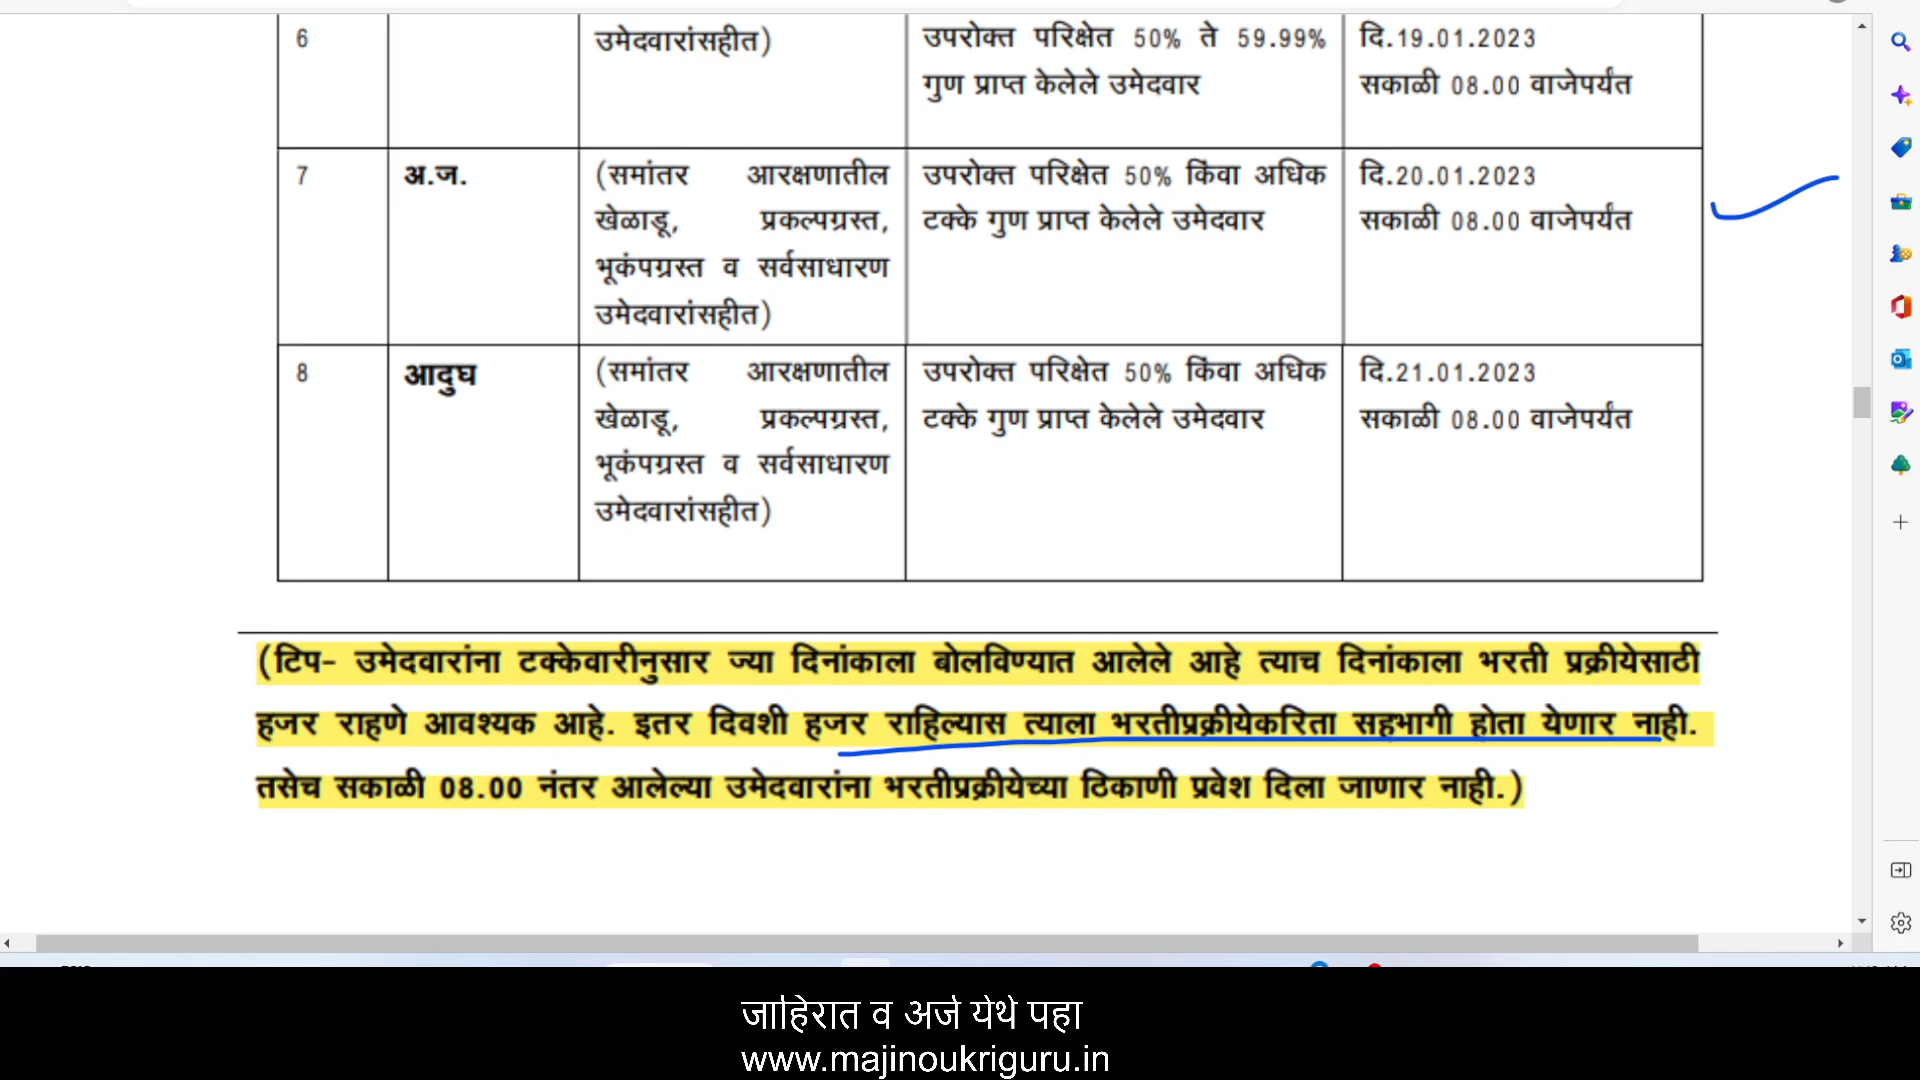 6
उमेदवारांसहीत)
उपरोक्त परिक्षेत 50% ते 59.99%
गुण प्राप्त केलेले उमेदवार
दि.19.01.2023
सकाळी 08.00 वाजेपर्यंत
7
अ.ज.
(समांतर आरक्षणातील
खेळाडू, प्रकल्पग्रस्त,
भूकंपग्रस्त व सर्वसाधारण
उमेदवारांसहीत)
उपरोक्त परिक्षेत 50% किंवा अधिक
टक्के गुण प्राप्त केलेले उमेदवार
दि.20.01.2023
सकाळी 08.00 वाजेपर्यंत
8
आदुघ
(समांतर आरक्षणातील
खेळाडू, प्रकल्पग्रस्त,
भूकंपग्रस्त व सर्वसाधारण
उमेदवारांसहीत)
उपरोक्त परिक्षेत 50% किंवा अधिक
टक्के गुण प्राप्त केलेले उमेदवार
दि.21.01.2023
सकाळी 08.00 वाजेपर्यंत
(टिप- उमेदवारांना टक्केवारीनुसार ज्या दिनांकाला बोलविण्यात आलेले आहे त्याच दिनांकाला भरती प्रक्रीयेसाठी
हजर राहणे आवश्यक आहे. इतर दिवशी हजर राहिल्यास त्याला भरतीप्रक्रीयेकरिता सहभागी होता येणार नाही.
तसेच सकाळी 08.00 नंतर आलेल्या उमेदवारांना भरतीप्रक्रीयेच्या ठिकाणी प्रवेश दिला जाणार नाही.)
जाहिरात व अर्ज येथे पहा
www.majinoukriguru.in